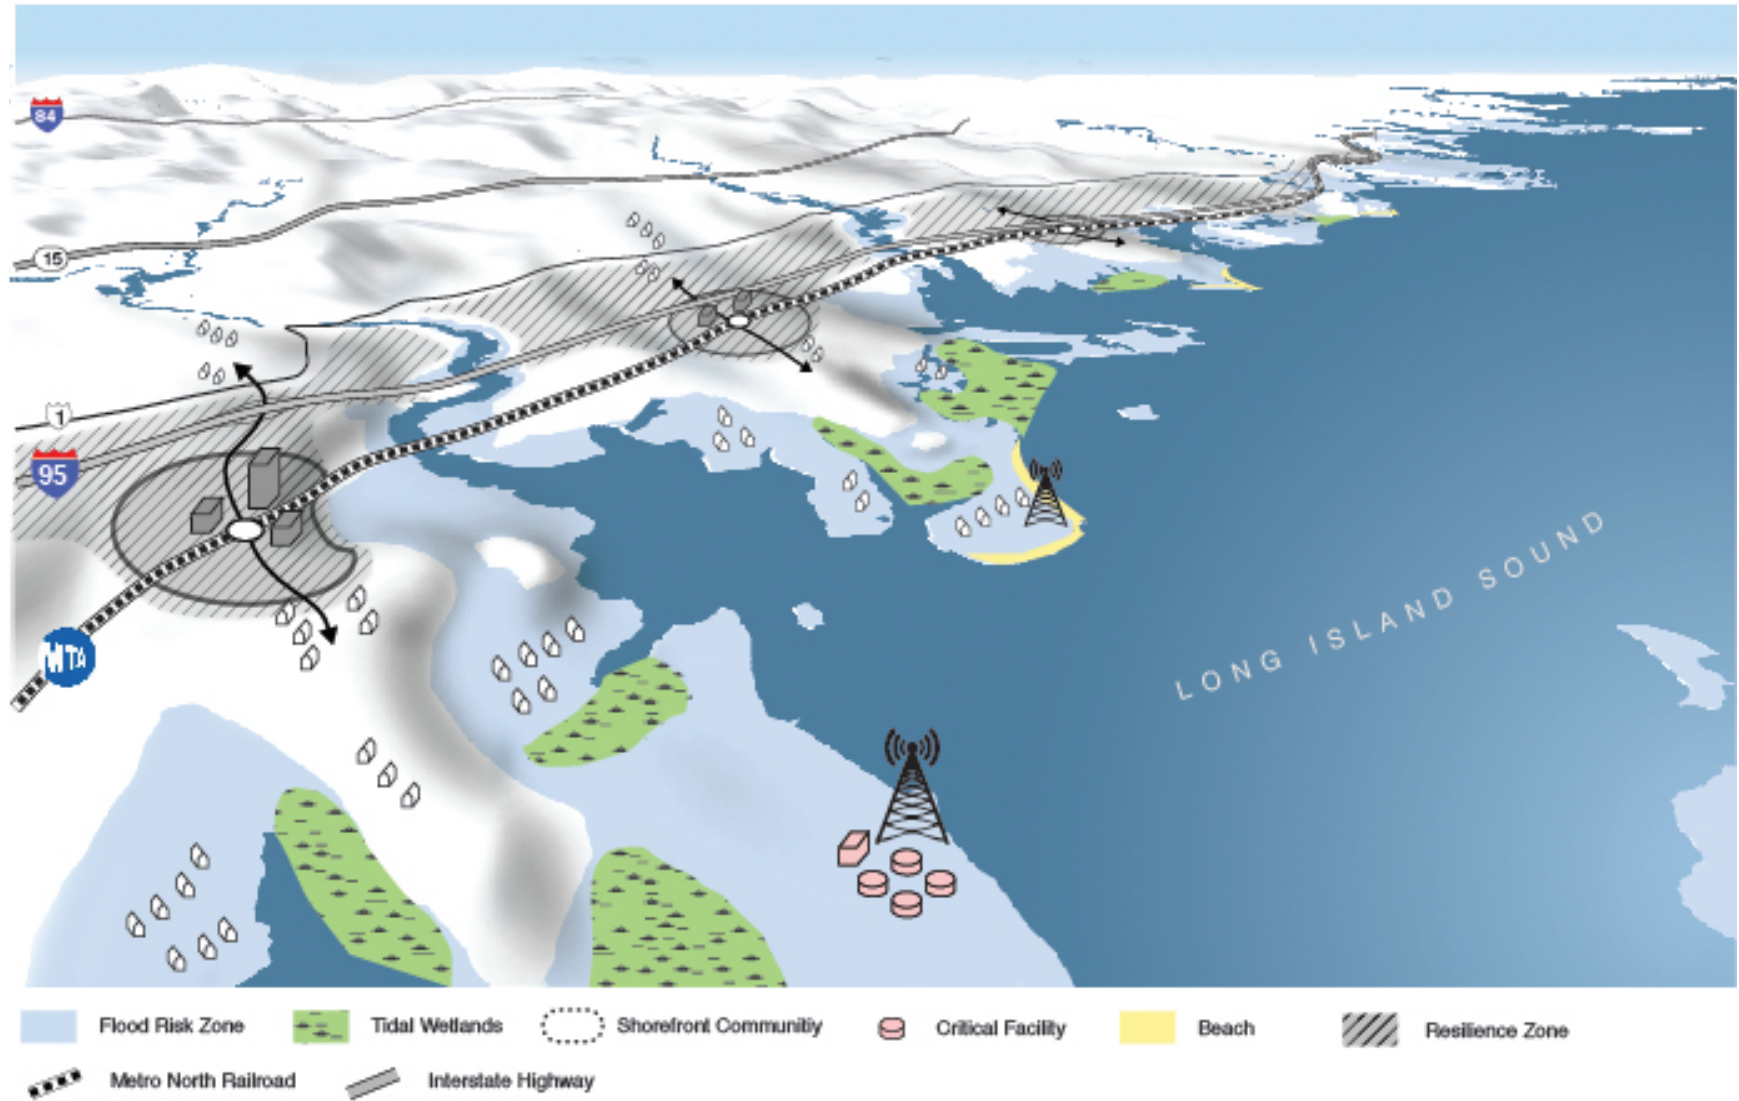 84
15
1
95
MTA
LONG ISLAND SOUND
Flood Risk Zone
Tidal Wetlands
Shorefront Communitiy
Critical Facility
Beach
Resilience Zone
Metro North Railroad
Interstate Highway